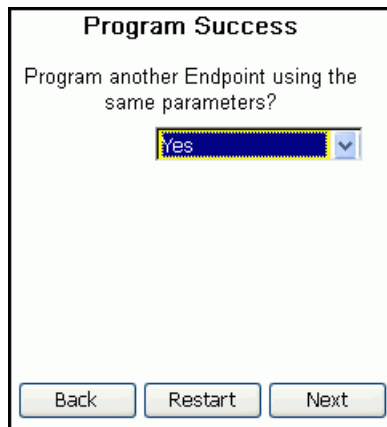 Program Success
Program another Endpoint using the
same parameters?
Yes
Back Restart Next